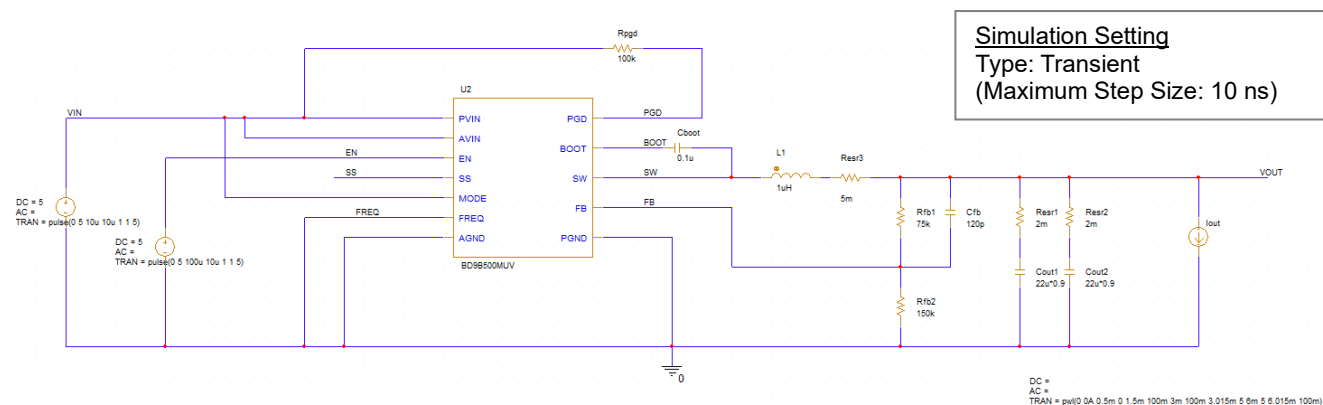 Simulation Setting
Type: Transient
(Maximum Step Size: 10 ns)
Rpgd
100k
U2
VIN
PVIN
PGD
PGD
AVIN
BOOT
BOOT
Cboot
0.1u
EN
EN
SS
SS
SW
SW
L1
1uH
Resr3
5m
VOUT
MODE
FB
FB
FREQ
FREQ
AGND
PGND
BD9B500MUV
DC = 5
AC =
TRAN = pulse(0 5 10u 10u 1 1 5)
DC = 5
AC =
TRAN = pulse(0 5 100u 10u 1 1 5)
Rfb1
75k
Cfb
120p
Resr1
2m
Resr2
2m
Iout
Cout1
22u*0.9
Cout2
22u*0.9
Rfb2
150k
0
DC =
AC =
TRAN = pwl(0 0A 0.5m 0 1.5m 100m 3m 100m 3.015m 5 6m 5 6.015m 100m)